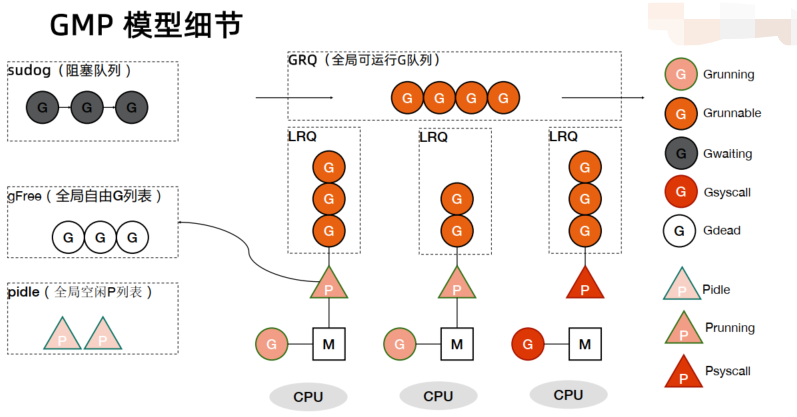 GMP 模型细节
sudog（阻塞队列）
G G G
GRQ（全局可运行G队列）
G G G G
LRQ LRQ LRQ
G G
G G G
G G G
gFree（全局自由G列表）
G G G
P P P
pidle（全局空闲P列表）
P P
G M G M G M
CPU CPU CPU
G Grunning
G Grunnable
G Gwaiting
G Gsyscall
G Gdead
P Pidle
P Prunning
P Psyscall